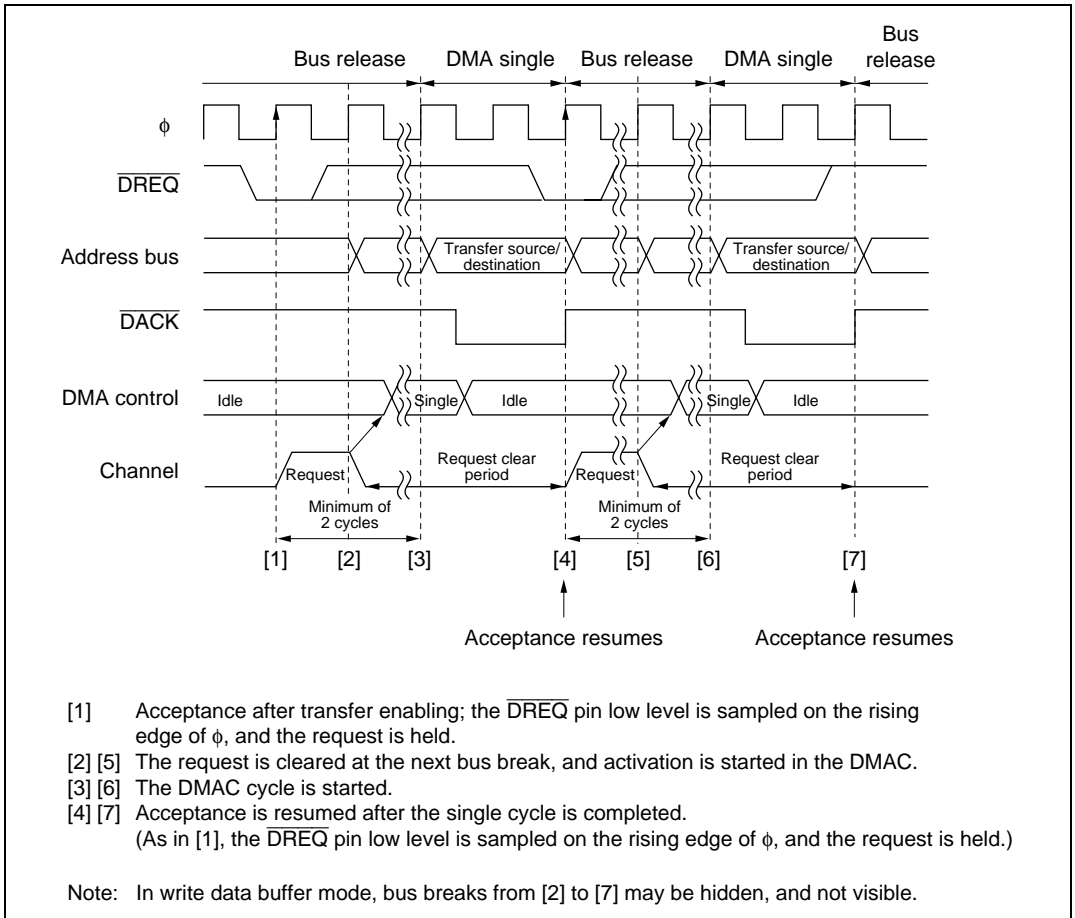 Bus release
DMA single
Bus release
DMA single
Bus
release
ϕ
DREQ
Address bus
Transfer source/
destination
Transfer source/
destination
DACK
DMA control
Idle
Single
Idle
Single
Idle
Channel
Request
Request clear
period
Request
Request clear
period
Minimum of
2 cycles
Minimum of
2 cycles
[1] [2] [3] [4] [5] [6] [7]
Acceptance resumes
Acceptance resumes
[1] Acceptance after transfer enabling; the DREQ pin low level is sampled on the rising
edge of ϕ, and the request is held.
[2] [5] The request is cleared at the next bus break, and activation is started in the DMAC.
[3] [6] The DMAC cycle is started.
[4] [7] Acceptance is resumed after the single cycle is completed.
(As in [1], the DREQ pin low level is sampled on the rising edge of ϕ, and the request is held.)
Note: In write data buffer mode, bus breaks from [2] to [7] may be hidden, and not visible.